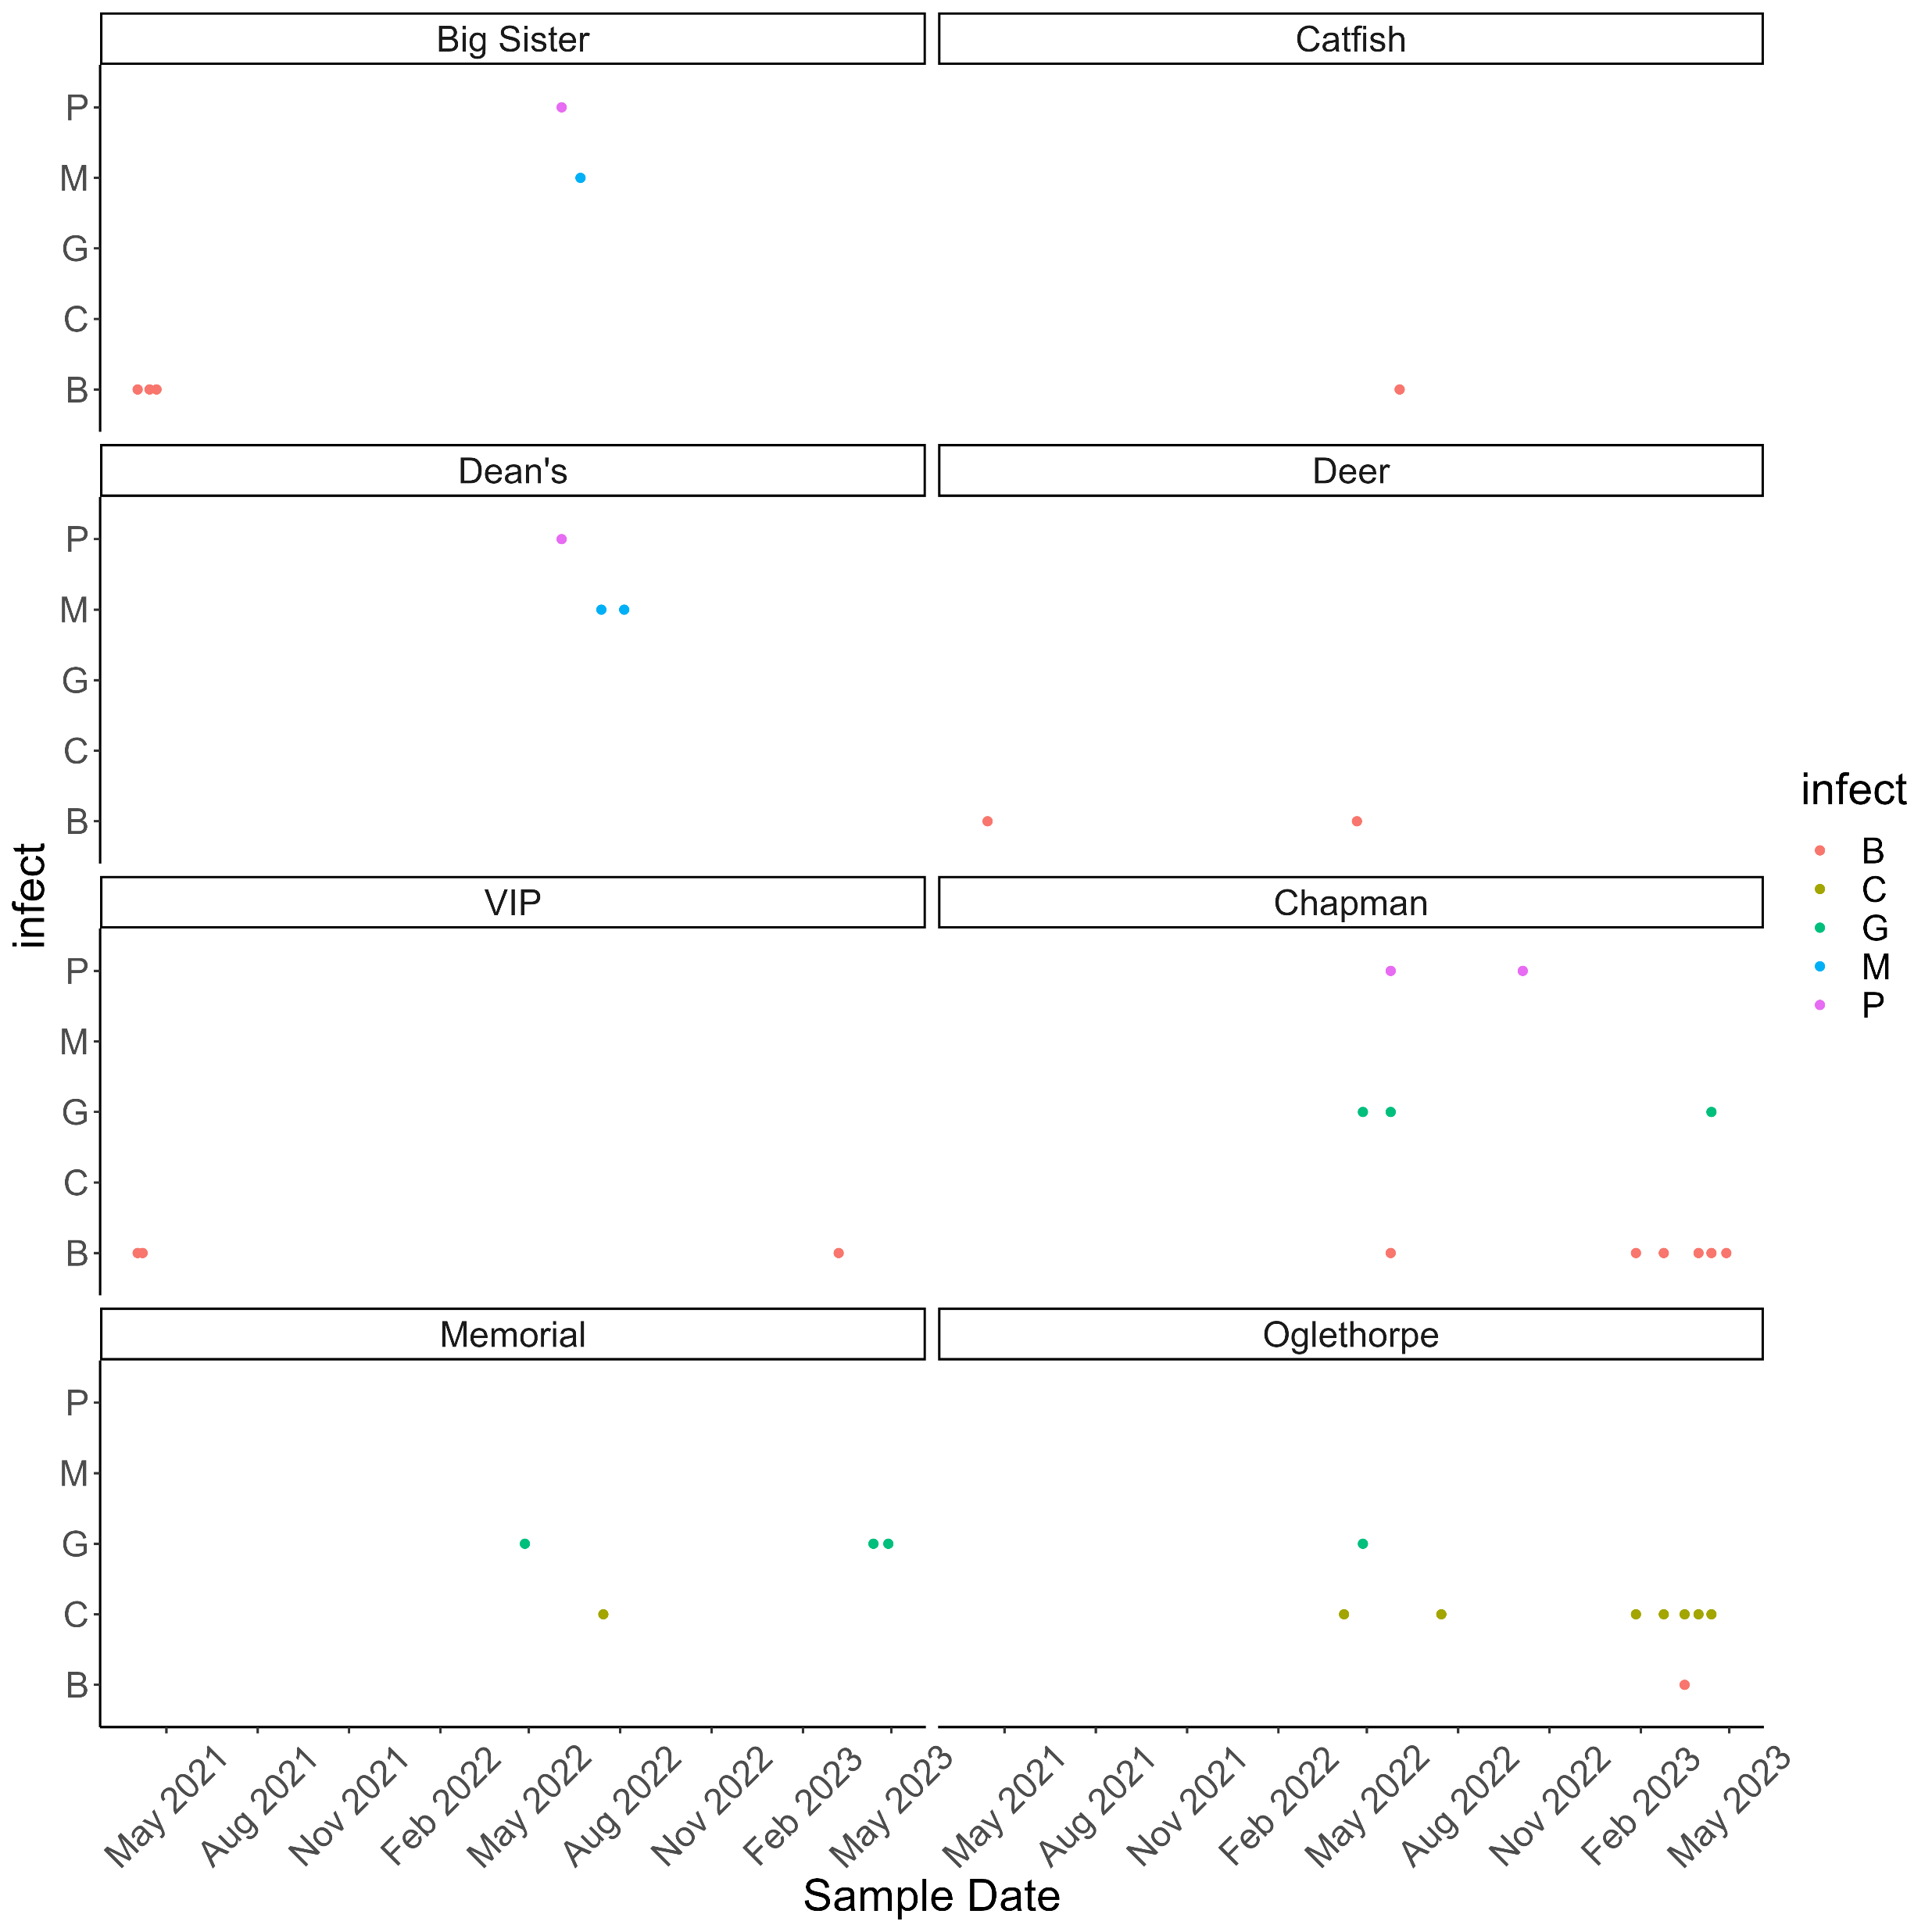 Big Sister
Catfish
P
M
G
C
B
Dean's
Deer
P
M
G
C
B
VIP
Chapman
P
M
G
C
B
Memorial
Oglethorpe
P
M
G
C
B
infect
infect
B
C
G
M
P
May 2021
Aug 2021
Nov 2021
Feb 2022
May 2022
Aug 2022
Nov 2022
Feb 2023
May 2023
May 2021
Aug 2021
Nov 2021
Feb 2022
May 2022
Aug 2022
Nov 2022
Feb 2023
May 2023
Sample Date